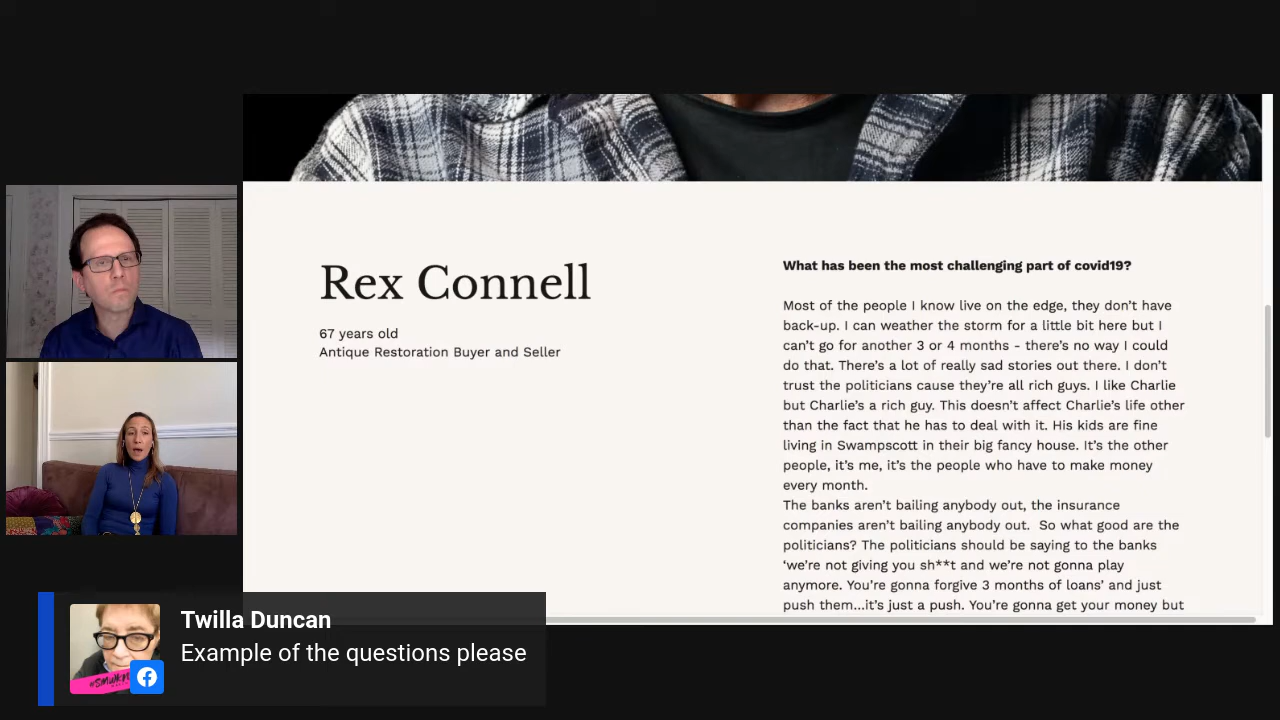 Rex Connell
67 years old
Antique Restoration Buyer and Seller
What has been the most challenging part of covid19?
Most of the people I know live on the edge, they don't have
back-up. I can weather the storm for a little bit here but I
can't go for another 3 or 4 months - there's no way I could
do that. There's a lot of really sad stories out there. I don't
trust the politicians cause they're all rich guys. I like Charlie
but Charlie's a rich guy. This doesn't affect Charlie's life other
than the fact that he has to deal with it. His kids are fine
living in Swampscott in their big fancy house. It's the other
people, it's me, it's the people who have to make money
every month.
The banks aren't bailing anybody out, the insurance
companies aren't bailing anybody out.  So what good are the
politicians? The politicians should be saying to the banks
‘we're not giving you sh**t and we're not gonna play
anymore. You're gonna forgive 3 months of loans’ and just
push them...it's just a push. You're gonna get your money but
Twilla Duncan
Example of the questions please